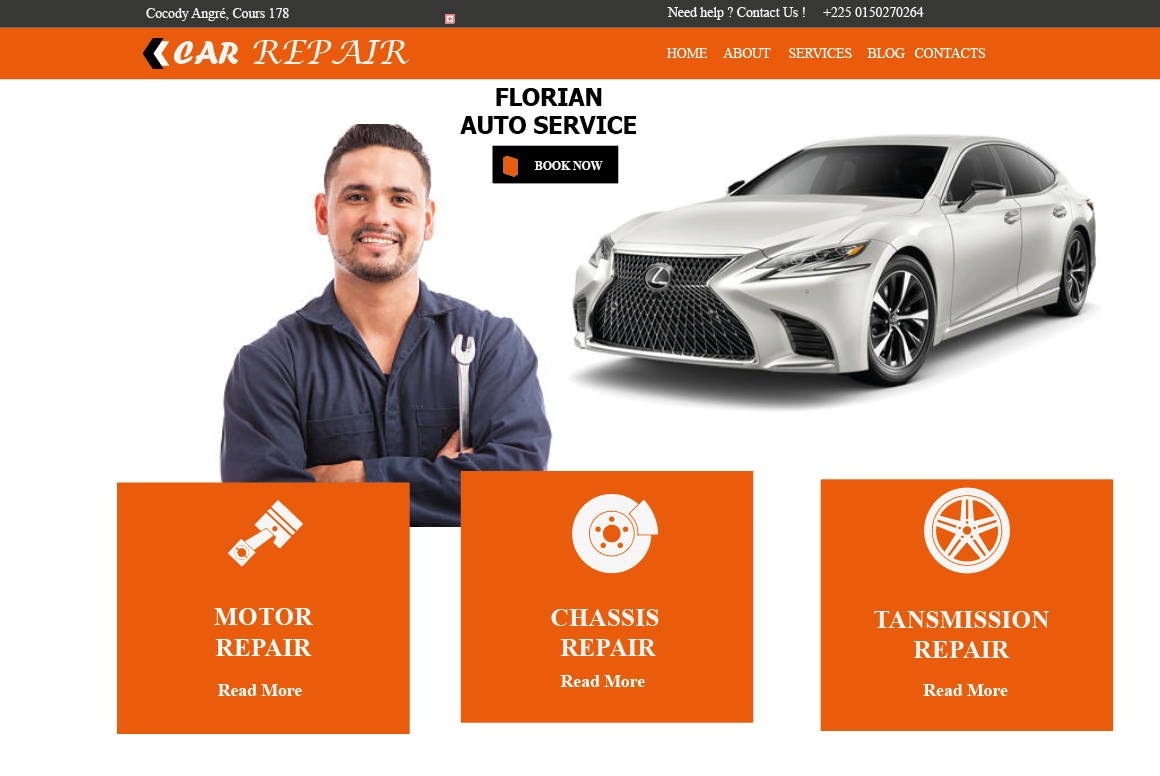 Cocody Angré, Cours 178
Need help ? Contact Us ! +225 0150270264
CAR REPAIR
HOME ABOUT SERVICES BLOG CONTACTS
FLORIAN
AUTO SERVICE
BOOK NOW
MOTOR
REPAIR
Read More
CHASSIS
REPAIR
Read More
TANSMISSION
REPAIR
Read More